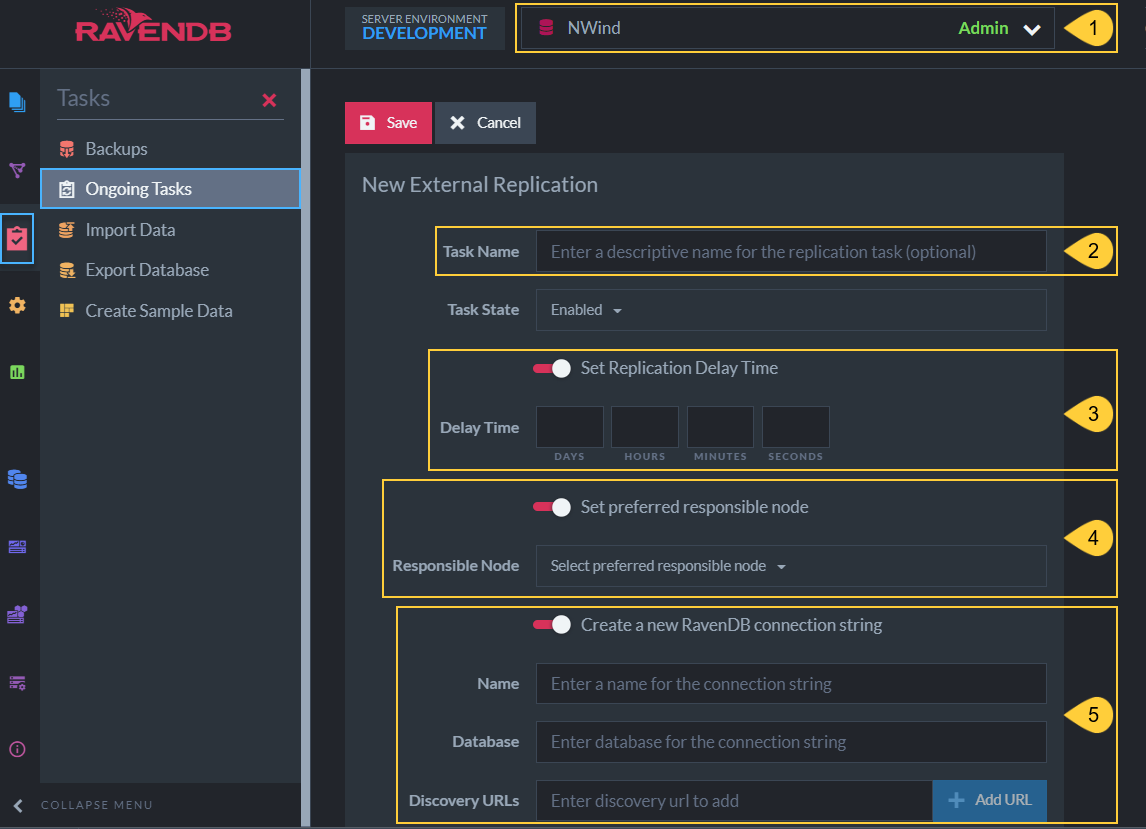 RAVENDB
SERVER ENVIRONMENT
DEVELOPMENT
NWind Admin
1
Tasks
Backups
Ongoing Tasks
Import Data
Export Database
Create Sample Data
COLLAPSE MENU
Save Cancel
New External Replication
Task Name Enter a descriptive name for the replication task (optional)
2
Task State Enabled
Set Replication Delay Time
3
Delay Time
DAYS HOURS MINUTES SECONDS
Set preferred responsible node
4
Responsible Node Select preferred responsible node
Create a new RavenDB connection string
Name Enter a name for the connection string
5
Database Enter database for the connection string
Discovery URLs Enter discovery url to add Add URL